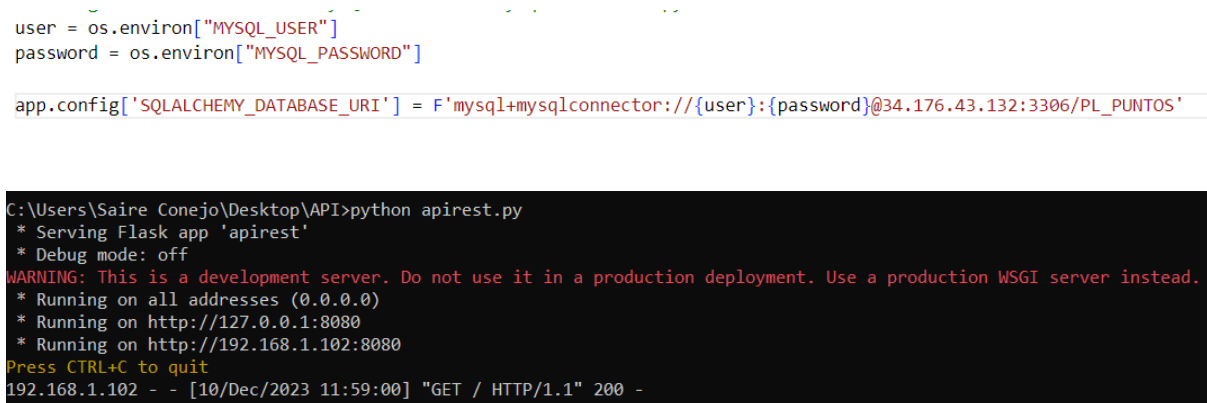 user = os.environ["MYSQL_USER"]
password = os.environ["MYSQL_PASSWORD"]
app.config['SQLALCHEMY_DATABASE_URI'] = F'mysql+mysqlconnector://{user}:{password}@34.176.43.132:3306/PL_PUNTOS'
C:\Users\Saire Conejo\Desktop\API>python apirest.py
 * Serving Flask app 'apirest'
 * Debug mode: off
WARNING: This is a development server. Do not use it in a production deployment. Use a production WSGI server instead.
 * Running on all addresses (0.0.0.0)
 * Running on http://127.0.0.1:8080
 * Running on http://192.168.1.102:8080
Press CTRL+C to quit
192.168.1.102 - - [10/Dec/2023 11:59:00] "GET / HTTP/1.1" 200 -